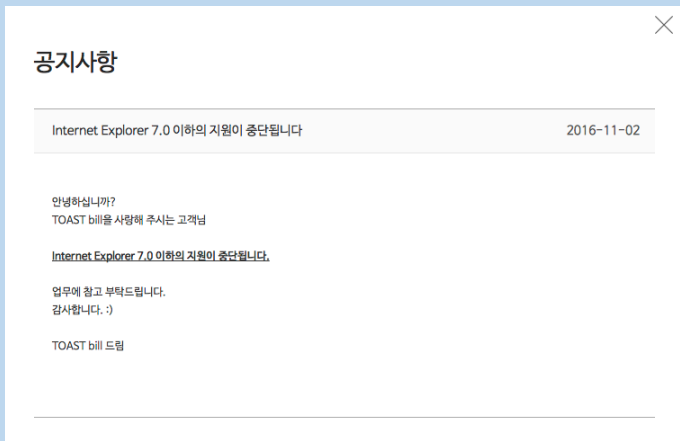 공지사항
Internet Explorer 7.0 이하의 지원이 중단됩니다
2016-11-02
안녕하십니까?
TOAST bill을 사랑해 주시는 고객님
Internet Explorer 7.0 이하의 지원이 중단됩니다.
업무에 참고 부탁드립니다.
감사합니다. :)
TOAST bill 드림